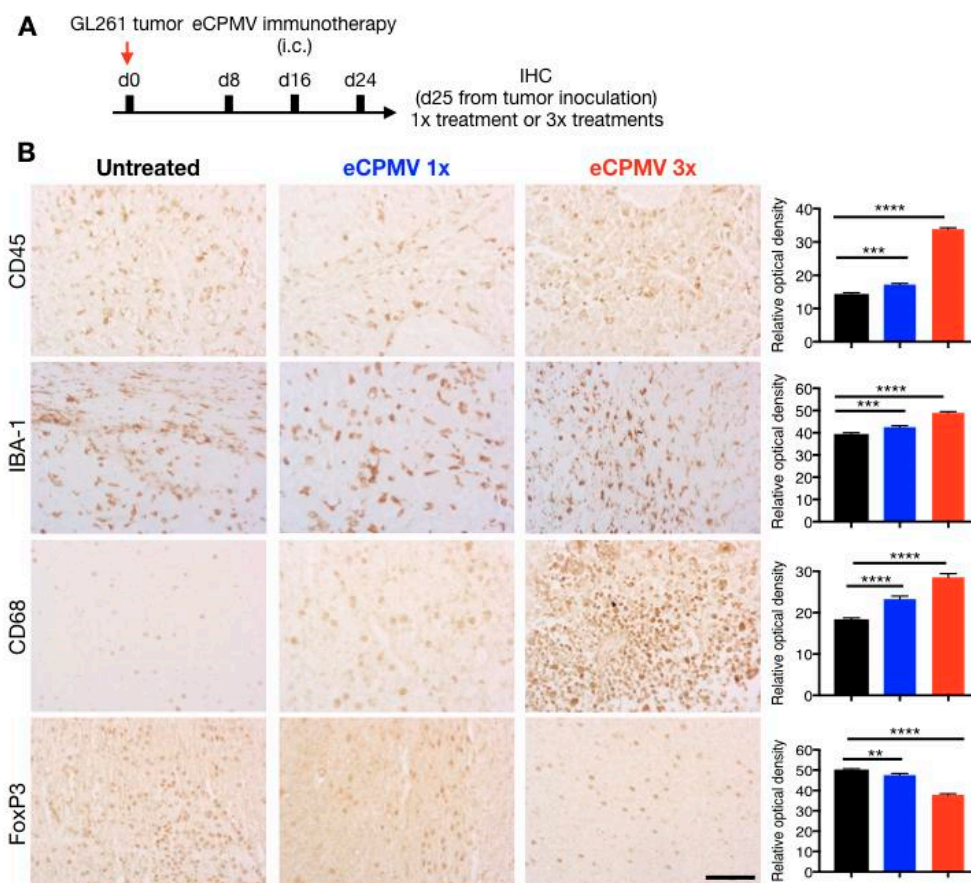 A
GL261 tumor eCPMV immunotherapy
(i.c.)
d0 d8 d16 d24
IHC
(d25 from tumor inoculation)
1x treatment or 3x treatments
B
Untreated eCPMV 1x eCPMV 3x
CD45
Relative optical density
40
30
20
10
0
****
***
IBA-1
Relative optical density
60
50
40
30
20
10
0
****
***
CD68
Relative optical density
30
20
10
0
****
****
FoxP3
Relative optical density
60
50
40
30
20
10
0
****
**